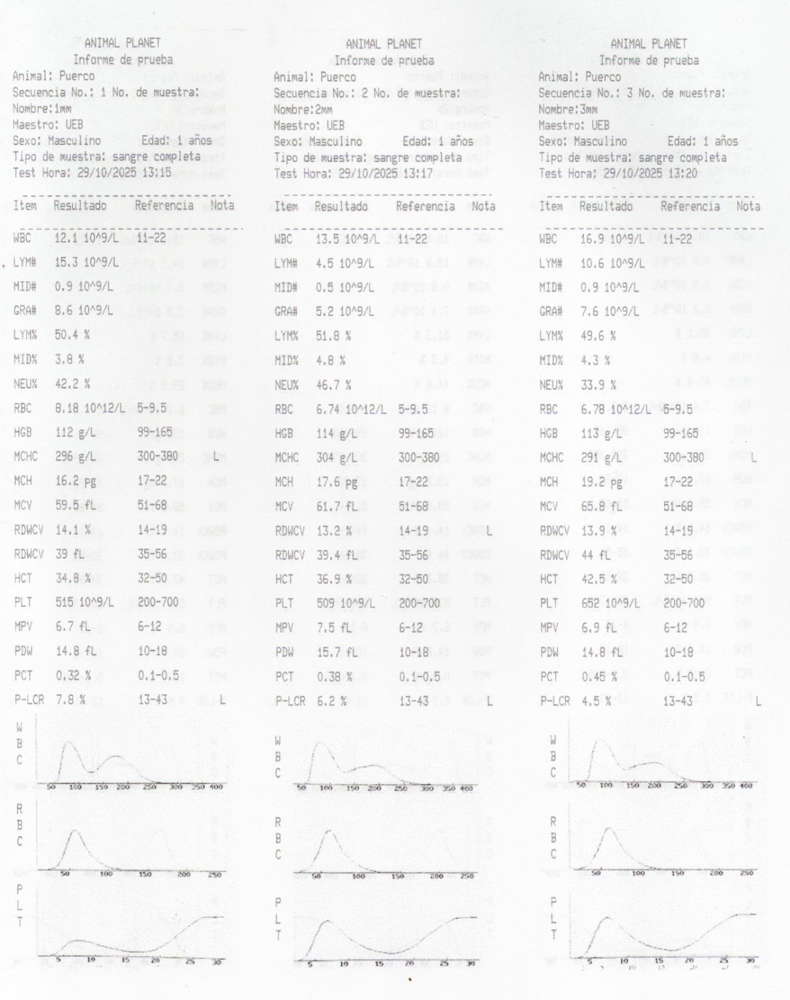 ANIMAL PLANET
Informe de prueba
Animal: Puerco
Secuencia No.: 1 No. de muestra:
Nombre:1mm
Maestro: UEB
Sexo: Masculino Edad: 1 años
Tipo de muestra: sangre completa
Test Hora: 29/10/2025 13:15
Item Resultado Referencia Nota
WBC 12.1 10^9/L 11-22
LYM# 15.3 10^9/L
MID# 0.9 10^9/L
GRA# 8.6 10^9/L
LYM% 50.4 %
MID% 3.8 %
NEU% 42.2 %
RBC 8.18 10^12/L 5-9.5
HGB 112 g/L 99-165
MCHC 296 g/L 300-380 L
MCH 16.2 pg 17-22
MCV 59.5 fL 51-68
RDWCV 14.1 % 14-19
RDWCV 39 fL 35-56
HCT 34.8 % 32-50
PLT 515 10^9/L 200-700
MPV 6.7 fL 6-12
PDW 14.8 fL 10-18
PCT 0.32 % 0.1-0.5
P-LCR 7.8 % 13-43 L
WBC
50 100 150 200 250 300 350 400
RBC
50 100 150 200 250
PLT
5 10 15 20 25 30
ANIMAL PLANET
Informe de prueba
Animal: Puerco
Secuencia No.: 2 No. de muestra:
Nombre:2mm
Maestro: UEB
Sexo: Masculino Edad: 1 años
Tipo de muestra: sangre completa
Test Hora: 29/10/2025 13:17
Item Resultado Referencia Nota
WBC 13.5 10^9/L 11-22
LYM# 4.5 10^9/L
MID# 0.5 10^9/L
GRA# 5.2 10^9/L
LYM% 51.8 %
MID% 4.8 %
NEU% 46.7 %
RBC 6.74 10^12/L 5-9.5
HGB 114 g/L 99-165
MCHC 304 g/L 300-380
MCH 17.6 pg 17-22
MCV 61.7 fL 51-68
RDWCV 13.2 % 14-19 L
RDWCV 39.4 fL 35-56
HCT 36.9 % 32-50
PLT 509 10^9/L 200-700
MPV 7.5 fL 6-12
PDW 15.7 fL 10-18
PCT 0.38 % 0.1-0.5
P-LCR 6.2 % 13-43 L
WBC
50 100 150 200 250 300 350 400
RBC
50 100 150 200 250
PLT
5 10 15 20 25 30
ANIMAL PLANET
Informe de prueba
Animal: Puerco
Secuencia No.: 3 No. de muestra:
Nombre:3mm
Maestro: UEB
Sexo: Masculino Edad: 1 años
Tipo de muestra: sangre completa
Test Hora: 29/10/2025 13:20
Item Resultado Referencia Nota
WBC 16.9 10^9/L 11-22
LYM# 10.6 10^9/L
MID# 0.9 10^9/L
GRA# 7.6 10^9/L
LYM% 49.6 %
MID% 4.3 %
NEU% 33.9 %
RBC 6.78 10^12/L 5-9.5
HGB 113 g/L 99-165
MCHC 291 g/L 300-380 L
MCH 19.2 pg 17-22
MCV 65.8 fL 51-68
RDWCV 13.9 % 14-19
RDWCV 44 fL 35-56
HCT 42.5 % 32-50
PLT 652 10^9/L 200-700
MPV 6.9 fL 6-12
PDW 14.8 fL 10-18
PCT 0.45 % 0.1-0.5
P-LCR 4.5 % 13-43 L
WBC
50 100 150 200 250 300 350 400
RBC
50 100 150 200 250
PLT
5 10 15 20 25 30